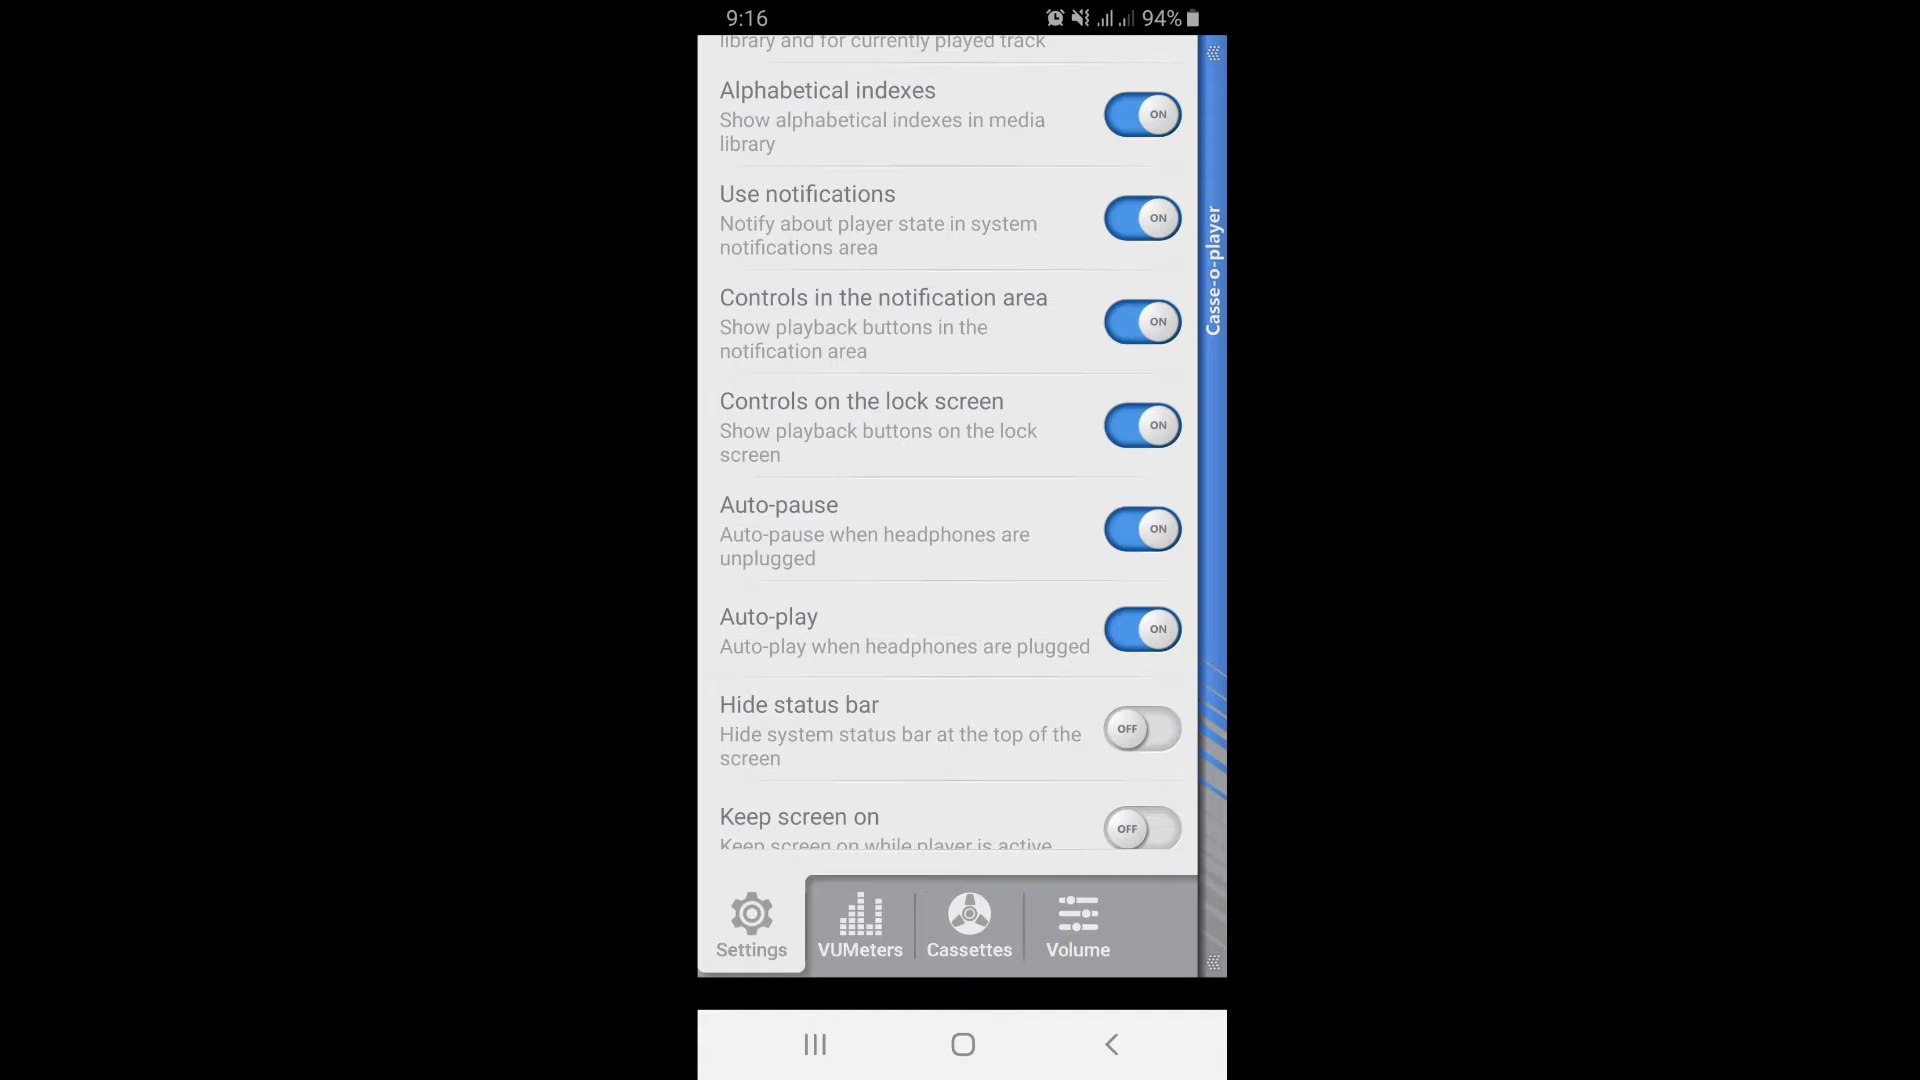 9:16
94%
library and for currently played track
Alphabetical indexes
Show alphabetical indexes in media
library
ON
Use notifications
Notify about player state in system
notifications area
ON
Controls in the notification area
Show playback buttons in the
notification area
ON
Controls on the lock screen
Show playback buttons on the lock
screen
ON
Auto-pause
Auto-pause when headphones are
unplugged
ON
Auto-play
Auto-play when headphones are plugged
ON
Hide status bar
Hide system status bar at the top of the
screen
OFF
Keep screen on
Keep screen on while player is active
OFF
Casse-o-player
Settings
VUMeters
Cassettes
Volume